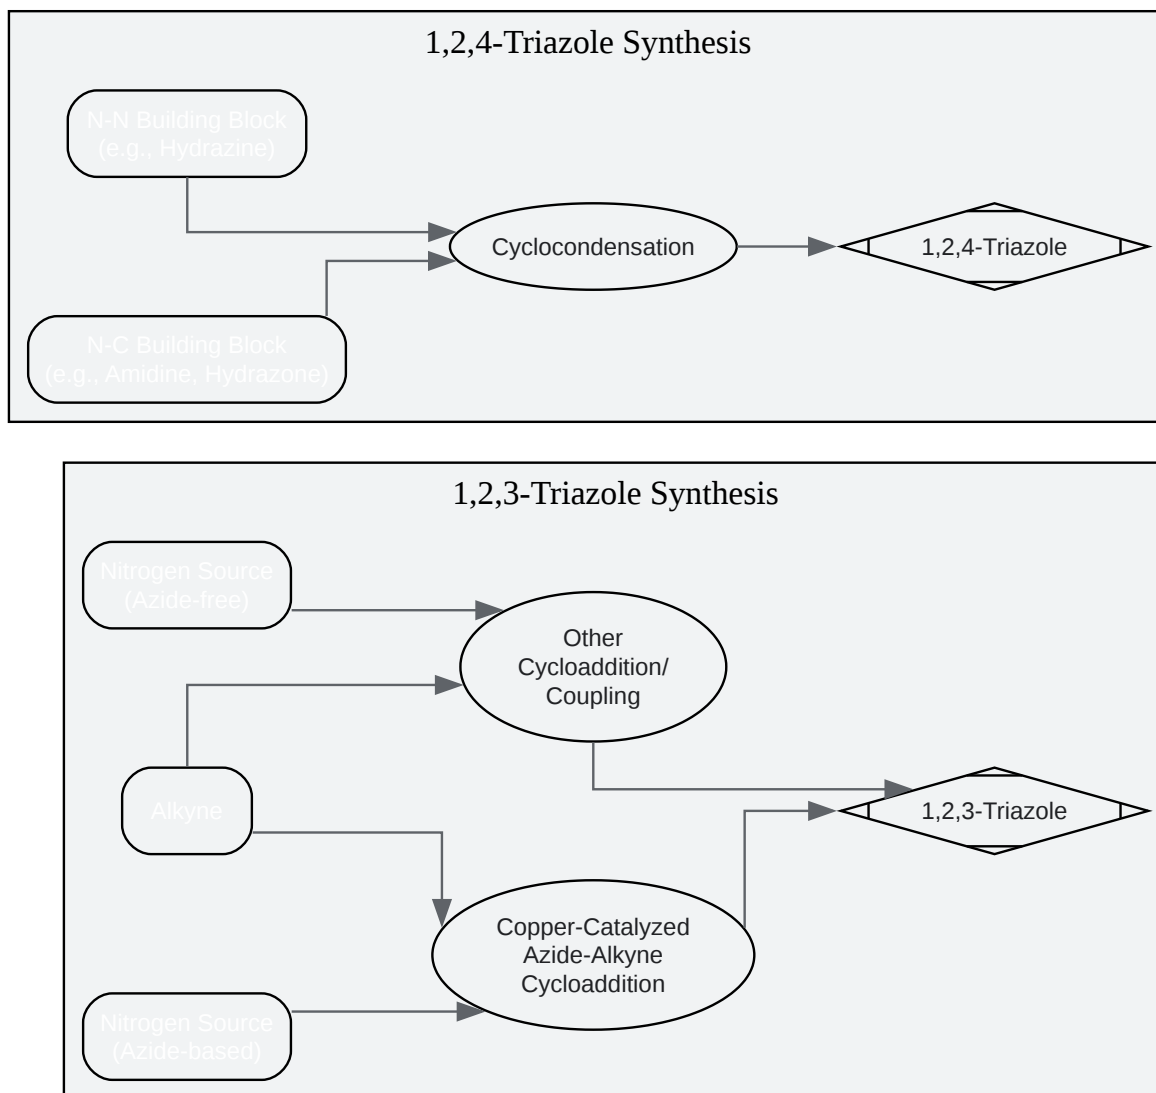 1,2,4-Triazole Synthesis
N-N Building Block
(e.g., Hydrazine)
Cyclocondensation
1,2,4-Triazole
N-C Building Block
(e.g., Amidine, Hydrazone)
1,2,3-Triazole Synthesis
Nitrogen Source
(Azide-free)
Other
Cycloaddition/
Coupling
Alkyne
1,2,3-Triazole
Copper-Catalyzed
Azide-Alkyne
Cycloaddition
Nitrogen Source
(Azide-based)